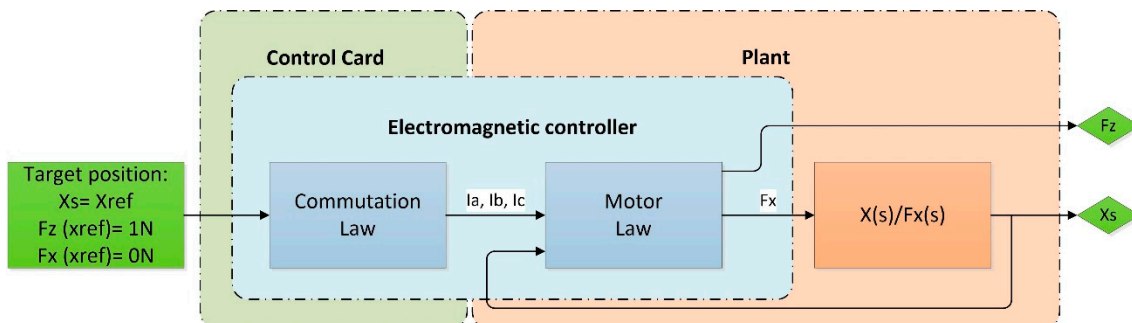 Control Card
Plant
Electromagnetic controller
Fz
Target position:
Xs= Xref
Fz (xref)= 1N
Fx (xref)= 0N
Commutation
Law
Ia, Ib, Ic
Motor
Law
Fx
X(s)/Fx(s)
Xs